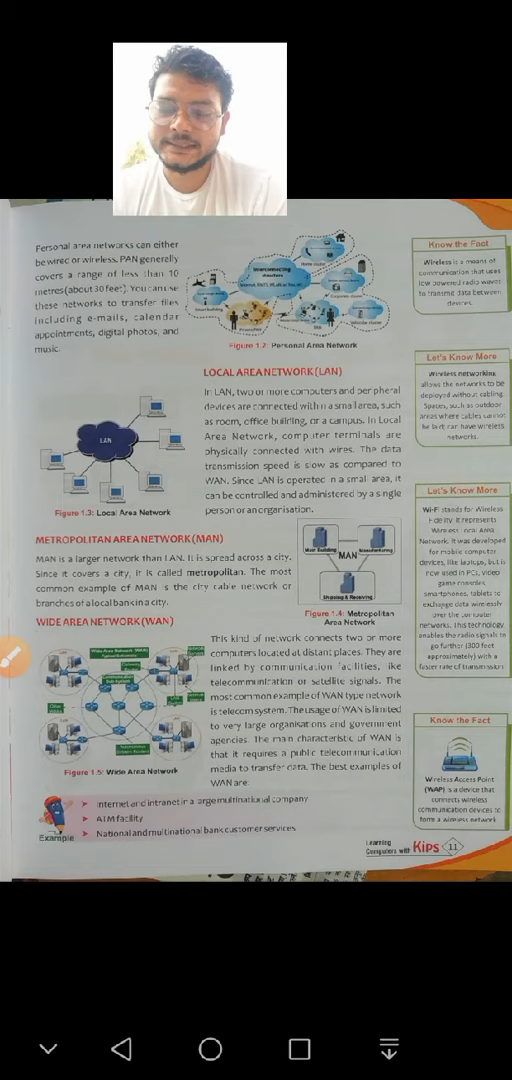 Personal area networks can either
be wired or wireless. PAN generally
covers a range of less than 10
metres (about 30 feet). You can use
these networks to transfer files
including e-mails, calendar
appointments, digital photos, and
music.
Figure 1.2: Personal Area Network
LOCAL AREA NETWORK (LAN)
In LAN, two or more computers and peripheral
devices are connected within a small area, such
as room, office building, or a campus. In Local
Area Network, computer terminals are
physically connected with wires. The data
transmission speed is slow as compared to
WAN. Since LAN is operated in a small area, it
can be controlled and administered by a single
person or an organisation.
LAN
Figure 1.3: Local Area Network
METROPOLITAN AREA NETWORK (MAN)
MAN is a larger network than LAN. It is spread across a city.
Since it covers a city, it is called metropolitan. The most
common example of MAN is the city cable network or
branches of a local bank in a city.
Main Building
Manufacturing
MAN
Shipping & Receiving
Figure 1.4: Metropolitan
Area Network
WIDE AREA NETWORK (WAN)
This kind of network connects two or more
computers located at distant places. They are
linked by communication facilities, like
telecommunication or satellite signals. The
most common example of WAN type network
is telecom system. The usage of WAN is limited
to very large organisations and government
agencies. The main characteristic of WAN is
that it requires a public telecommunication
media to transfer data. The best examples of
WAN are:
Figure 1.5: Wide Area Network
Example
➤ Internet and intranet in a large multinational company
➤ ATM facility
➤ National and multinational bank customer services
Know the Fact
Wireless is a means of
communication that uses
low powered radio waves
to transmit data between
devices.
Let's Know More
Wireless networking
allows the networks to be
deployed without cabling.
Spaces, such as outdoor
areas where cables cannot
be laid; can have wireless
networks.
Let's Know More
Wi-Fi stands for Wireless
Fidelity. It represents
Wireless Local Area
Network. It was developed
for mobile computer
devices, like laptops, but is
now used in PCs, video
game consoles,
smartphones, tablets to
exchange data wirelessly
over the computer
networks. This technology
enables the radio signals to
go further (300 feet
approximately) with a
faster rate of transmission.
Know the Fact
Wireless Access Point
(WAP) is a device that
connects wireless
communication devices to
form a wireless network.
Learning
Computers with Kips 11